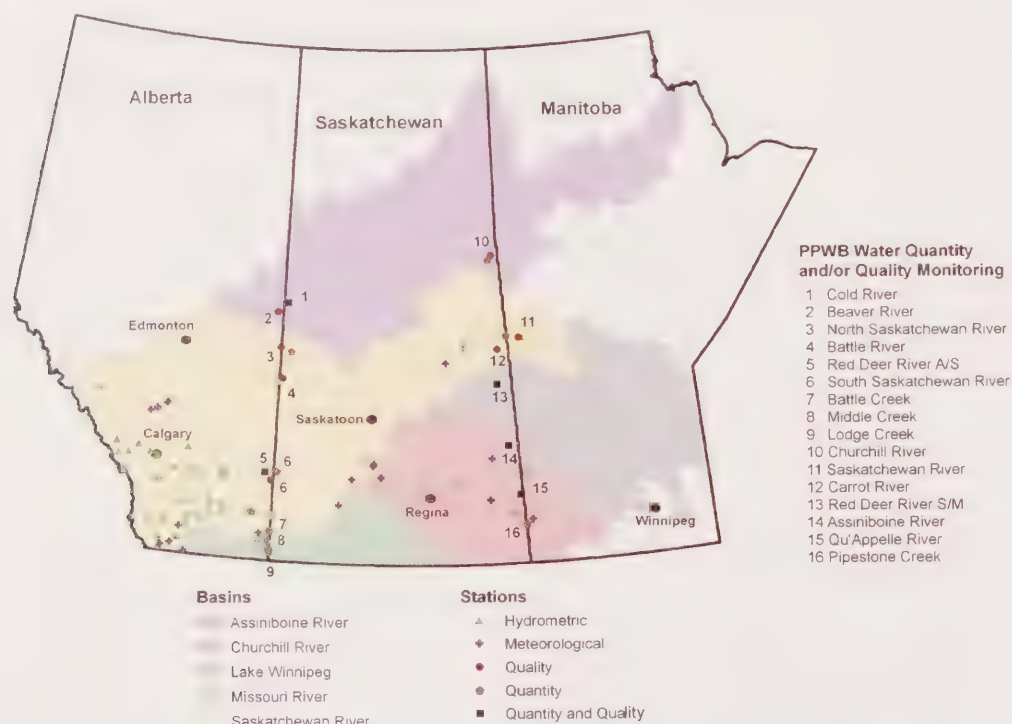 Alberta
Saskatchewan
Manitoba
10
1
2
Edmonton
3
11
12
4
13
Saskatoon
Calgary
14
5
6
6
15
Regina
Winnipeg
7
16
8
9
PPWB Water Quantity
and/or Quality Monitoring
1 Cold River
2 Beaver River
3 North Saskatchewan River
4 Battle River
5 Red Deer River A/S
6 South Saskatchewan River
7 Battle Creek
8 Middle Creek
9 Lodge Creek
10 Churchill River
11 Saskatchewan River
12 Carrot River
13 Red Deer River S/M
14 Assiniboine River
15 Qu'Appelle River
16 Pipestone Creek
Basins
Assiniboine River
Churchill River
Lake Winnipeg
Missouri River
Saskatchewan River
Stations
Hydrometric
Meteorological
Quality
Quantity
Quantity and Quality